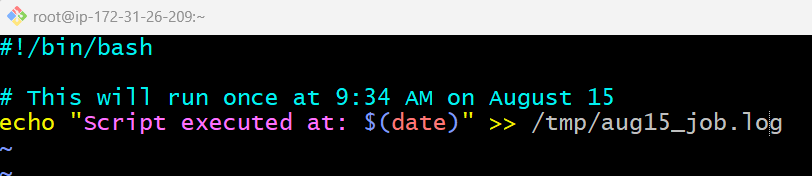 root@ip-172-31-26-209:~
#!/bin/bash
# This will run once at 9:34 AM on August 15
echo "Script executed at: $(date)" >> /tmp/aug15_job.log
~
~